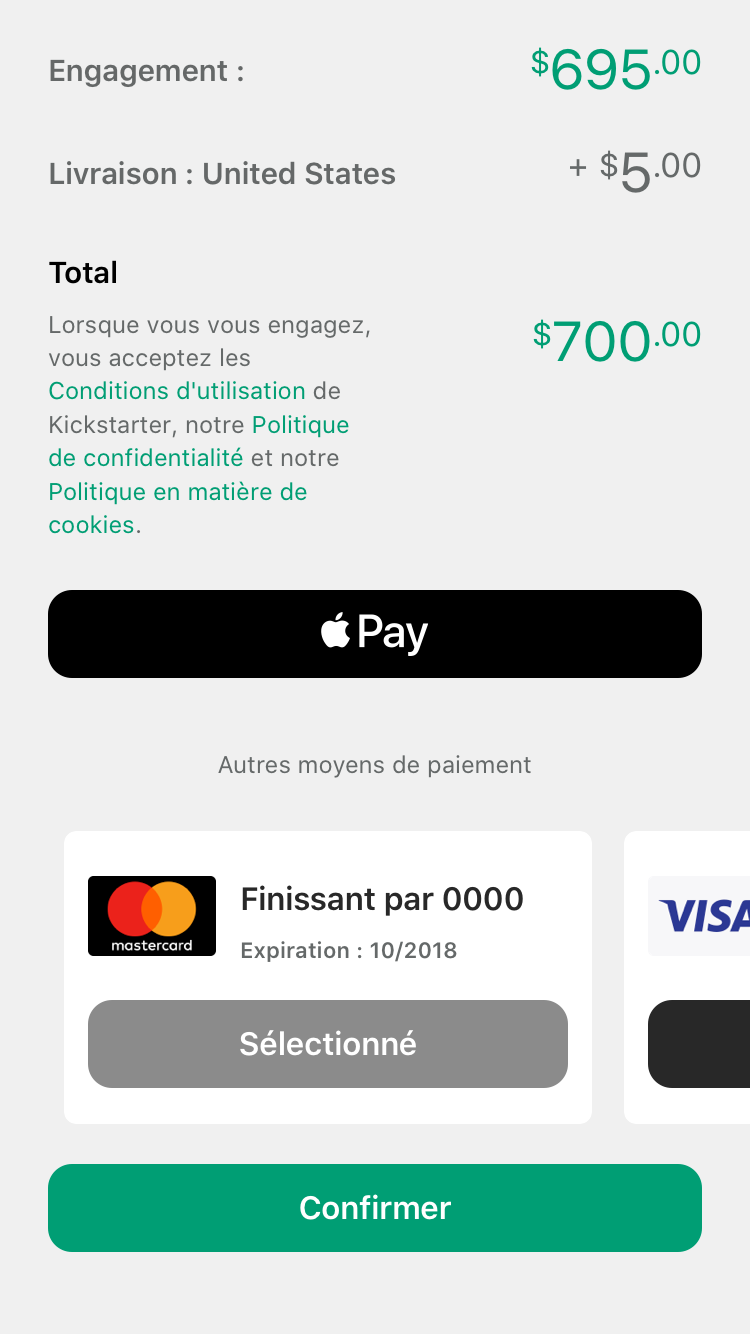 Engagement : $695.00
Livraison : United States + $5.00
Total
Lorsque vous vous engagez,
vous acceptez les $700.00
Conditions d'utilisation de
Kickstarter, notre Politique
de confidentialité et notre
Politique en matière de
cookies.
Pay
Autres moyens de paiement
Finissant par 0000
mastercard
Expiration : 10/2018
VISA
Sélectionné
Confirmer